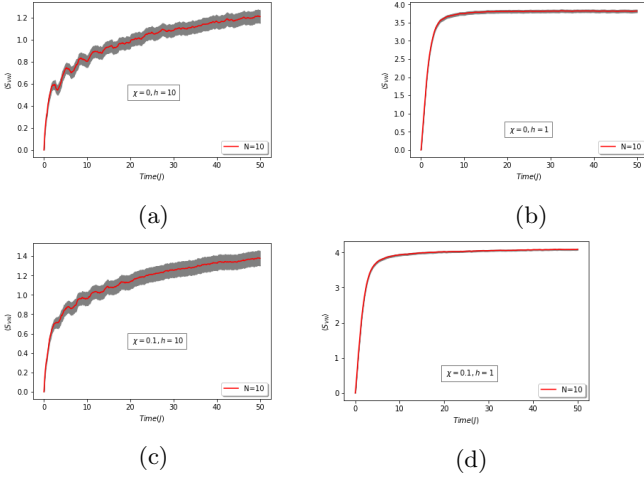 1.2
1.0
0.8
0.6
0.4
0.2
0.0
⟨S_VN⟩
χ = 0, h = 10
N=10
0 10 20 30 40 50
Time(J)
(a)
4.0
3.5
3.0
2.5
2.0
1.5
1.0
0.5
0.0
⟨S_VN⟩
χ = 0, h = 1
N=10
0 10 20 30 40 50
Time(J)
(b)
1.4
1.2
1.0
0.8
0.6
0.4
0.2
0.0
⟨S_VN⟩
χ = 0.1, h = 10
N=10
0 10 20 30 40 50
Time(J)
(c)
4
3
2
1
0
⟨S_VN⟩
χ = 0.1, h = 1
N=10
0 10 20 30 40 50
Time(J)
(d)